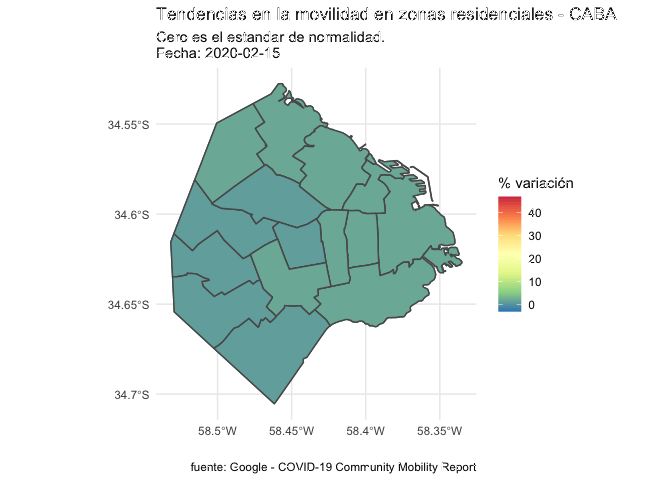 Tendencias en la movilidad en zonas residenciales - CABA
Cero es el estandar de normalidad.
Fecha: 2020-02-15
34.55°S
34.6°S
34.65°S
34.7°S
58.5°W
58.45°W
58.4°W
58.35°W
% variación
40
30
20
10
0
fuente: Google - COVID-19 Community Mobility Report